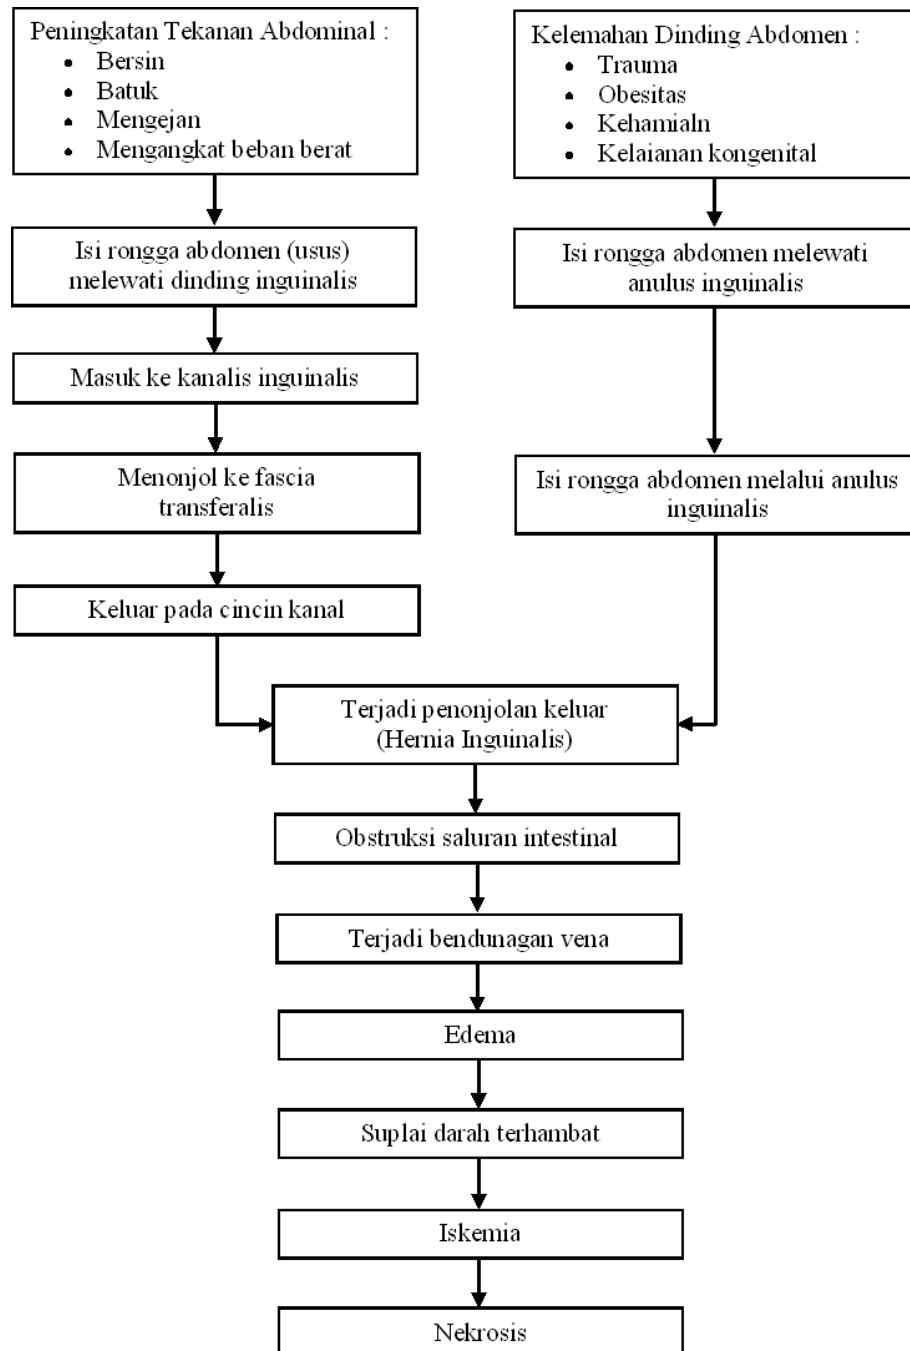 Peningkatan Tekanan Abdominal :
• Bersin
• Batuk
• Mengejan
• Mengangkat beban berat
Kelemahan Dinding Abdomen :
• Trauma
• Obesitas
• Kehamialn
• Kelaianan kongenital
Isi rongga abdomen (usus)
melewati dinding inguinalis
Isi rongga abdomen melewati
anulus inguinalis
Masuk ke kanalis inguinalis
Menonjol ke fascia
transferalis
Isi rongga abdomen melalui anulus
inguinalis
Keluar pada cincin kanal
Terjadi penonjolan keluar
(Hernia Inguinalis)
Obstruksi saluran intestinal
Terjadi bendunagan vena
Edema
Suplai darah terhambat
Iskemia
Nekrosis